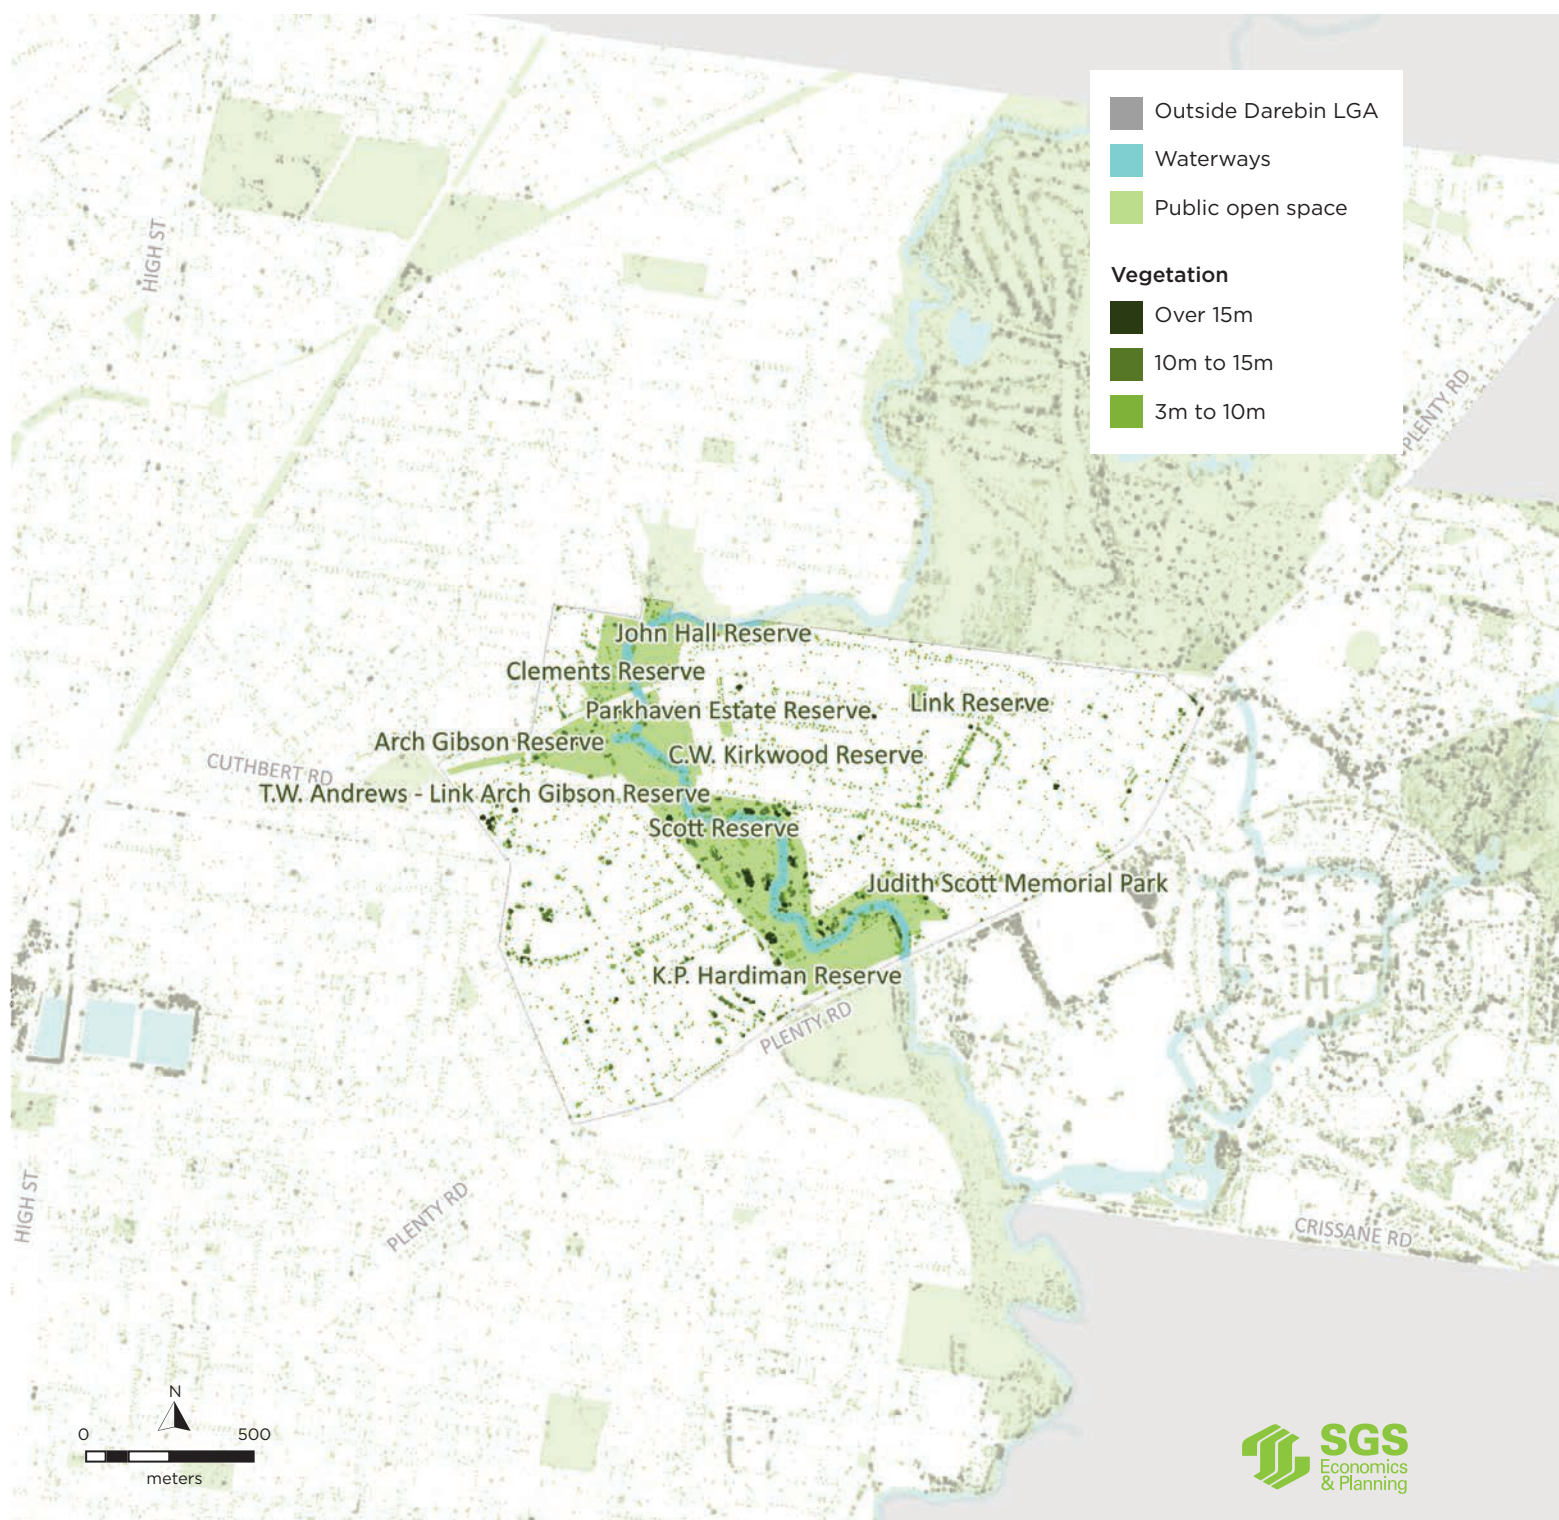 Outside Darebin LGA
Waterways
Public open space
Vegetation
Over 15m
10m to 15m
3m to 10m
HIGH ST
PLENTY RD
John Hall Reserve
Clements Reserve
Parkhaven Estate Reserve
Link Reserve
Arch Gibson Reserve
C.W. Kirkwood Reserve
CUTHBERT RD
T.W. Andrews - Link Arch Gibson Reserve
Scott Reserve
Judith Scott Memorial Park
K.P. Hardiman Reserve
PLENTY RD
HIGH ST
PLENTY RD
CRISSANE RD
N
0 500
meters
SGS
Economics
& Planning